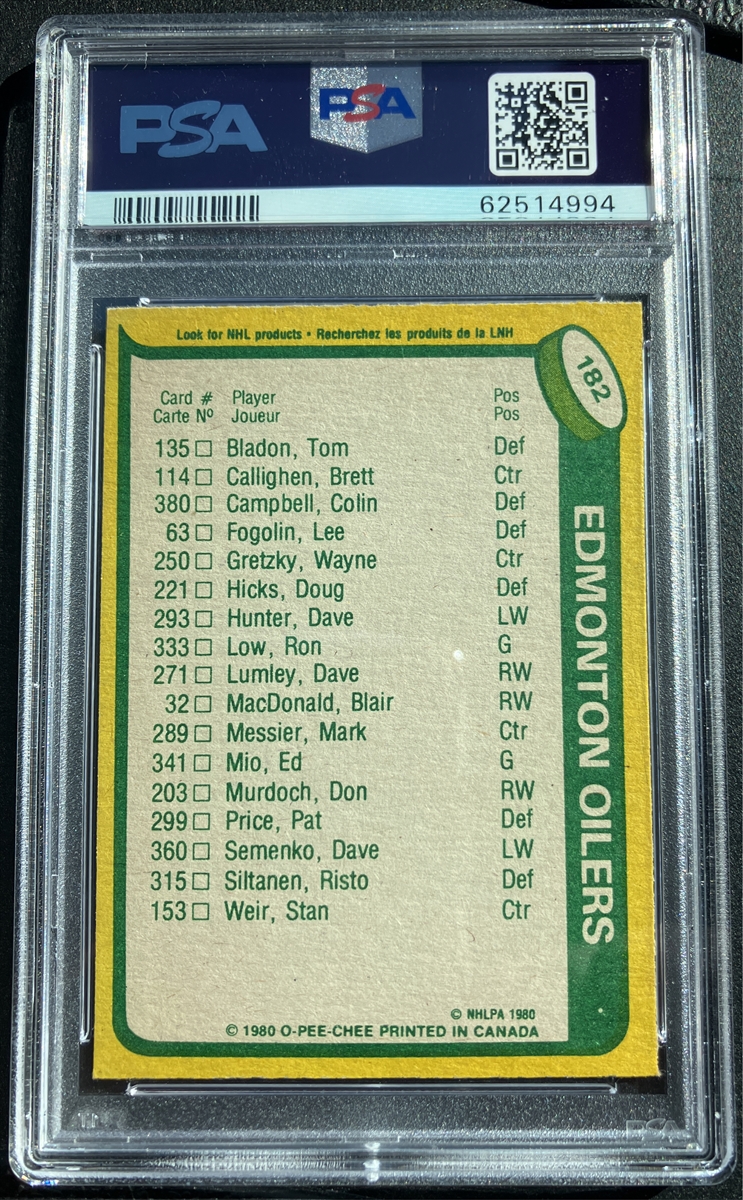 PSA
PSA
62514994
Look for NHL products • Recherchez les produits de la LNH
182
Card # Player Pos
Carte Nº Joueur Pos
135 Bladon, Tom Def
114 Callighen, Brett Ctr
380 Campbell, Colin Def
63 Fogolin, Lee Def
250 Gretzky, Wayne Ctr
221 Hicks, Doug Def
293 Hunter, Dave LW
333 Low, Ron G
271 Lumley, Dave RW
32 MacDonald, Blair RW
289 Messier, Mark Ctr
341 Mio, Ed G
203 Murdoch, Don RW
299 Price, Pat Def
360 Semenko, Dave LW
315 Siltanen, Risto Def
153 Weir, Stan Ctr
EDMONTON OILERS
© NHLPA 1980
© 1980 O-PEE-CHEE PRINTED IN CANADA
PSA